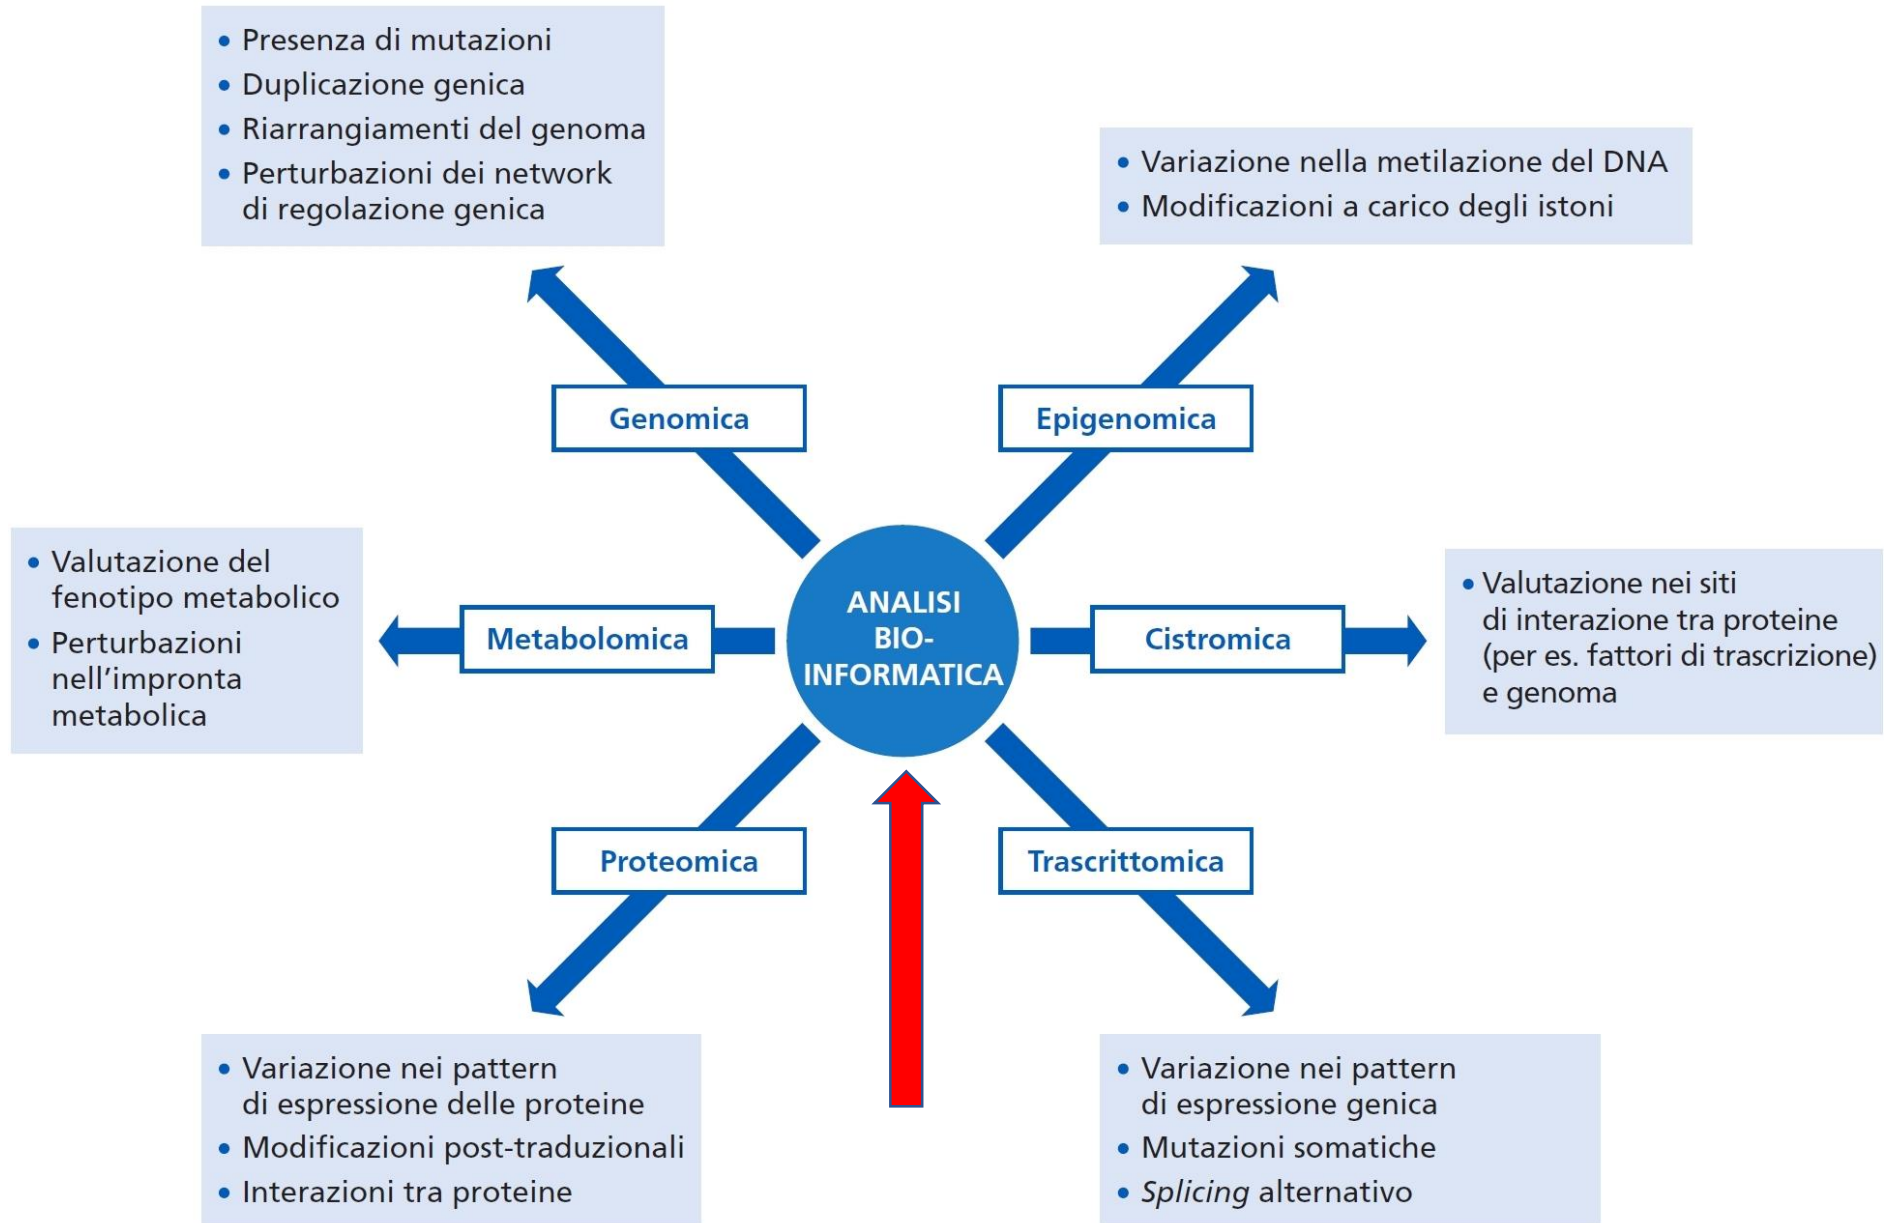 • Presenza di mutazioni
• Duplicazione genica
• Riarrangiamenti del genoma
• Perturbazioni dei network
di regolazione genica
• Variazione nella metilazione del DNA
• Modificazioni a carico degli istoni
Genomica
Epigenomica
• Valutazione del
fenotipo metabolico
• Perturbazioni
nell'impronta
metabolica
Metabolomica
ANALISI
BIO-
INFORMATICA
Cistromica
• Valutazione nei siti
di interazione tra proteine
(per es. fattori di trascrizione)
e genoma
Proteomica
Trascrittomica
• Variazione nei pattern
di espressione delle proteine
• Modificazioni post-traduzionali
• Interazioni tra proteine
• Variazione nei pattern
di espressione genica
• Mutazioni somatiche
• Splicing alternativo